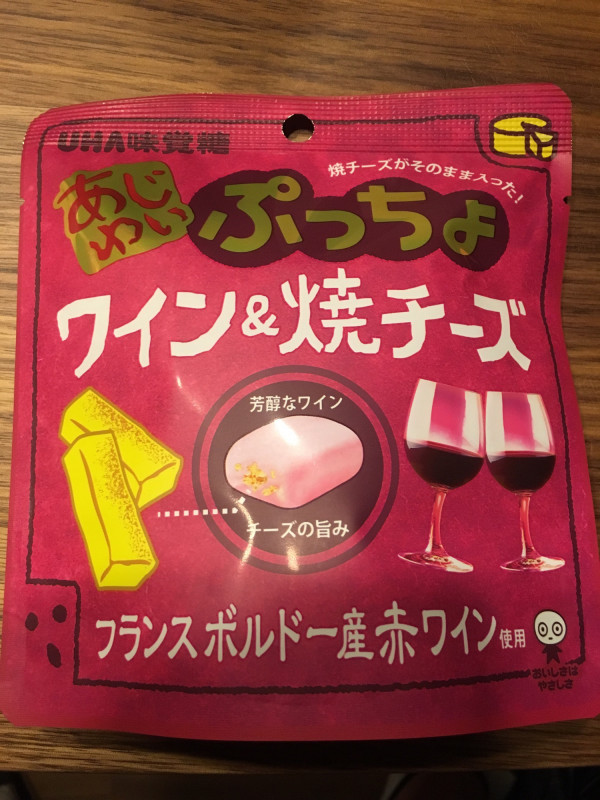 UHA味覚糖
焼チーズがそのまま入った!
あじわい
ぷっちょ
ワイン&焼チーズ
芳醇なワイン
チーズの旨み
フランスボルドー産赤ワイン使用
おいしさは
やさしさ